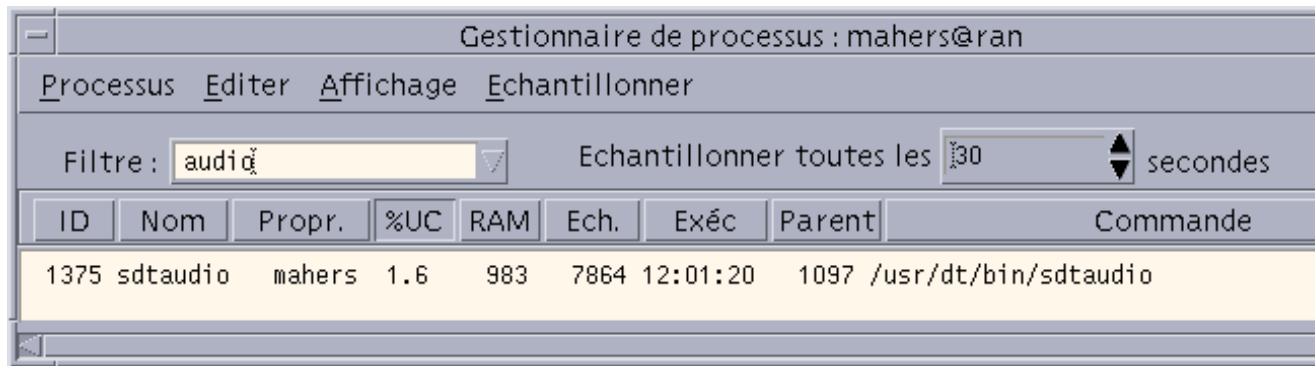 Gestionnaire de processus : mahers@ran
Processus Editer Affichage Echantillonner
Filtre : audio Echantillonner toutes les 30 secondes
ID Nom Propr. %UC RAM Ech. Exéc Parent Commande
1375 sdtaudio mahers 1.6 983 7864 12:01:20 1097 /usr/dt/bin/sdtaudio